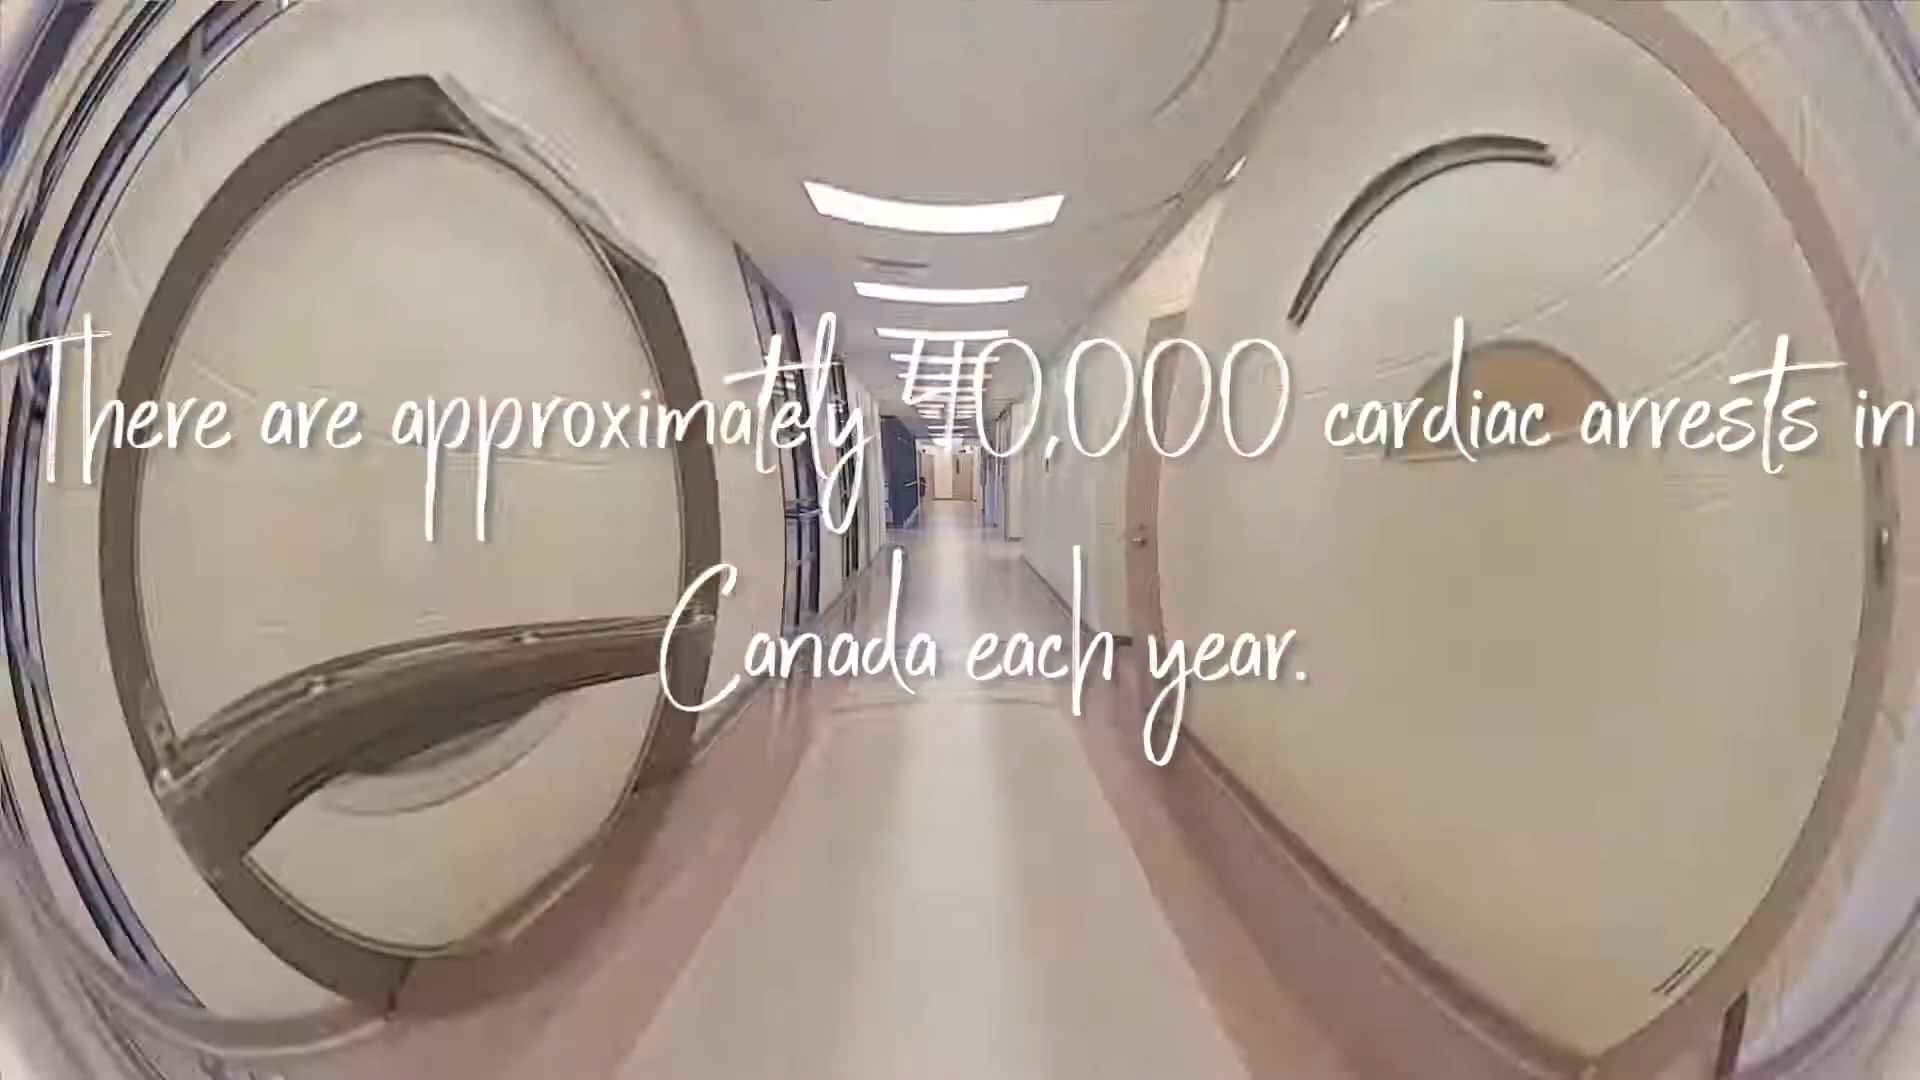 There are approximately 40,000 cardiac arrests in
Canada each year.